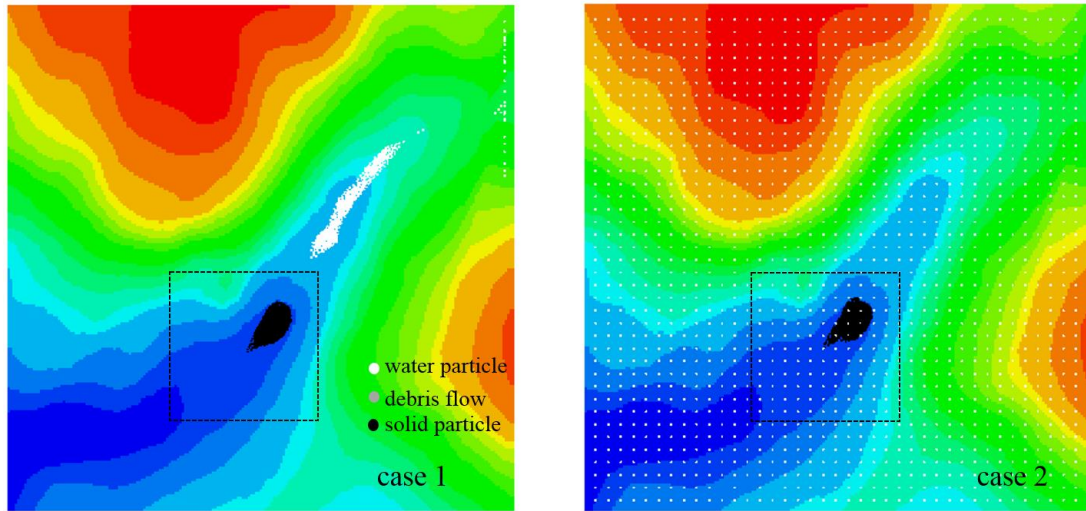 water particle
debris flow
solid particle
case 1
case 2